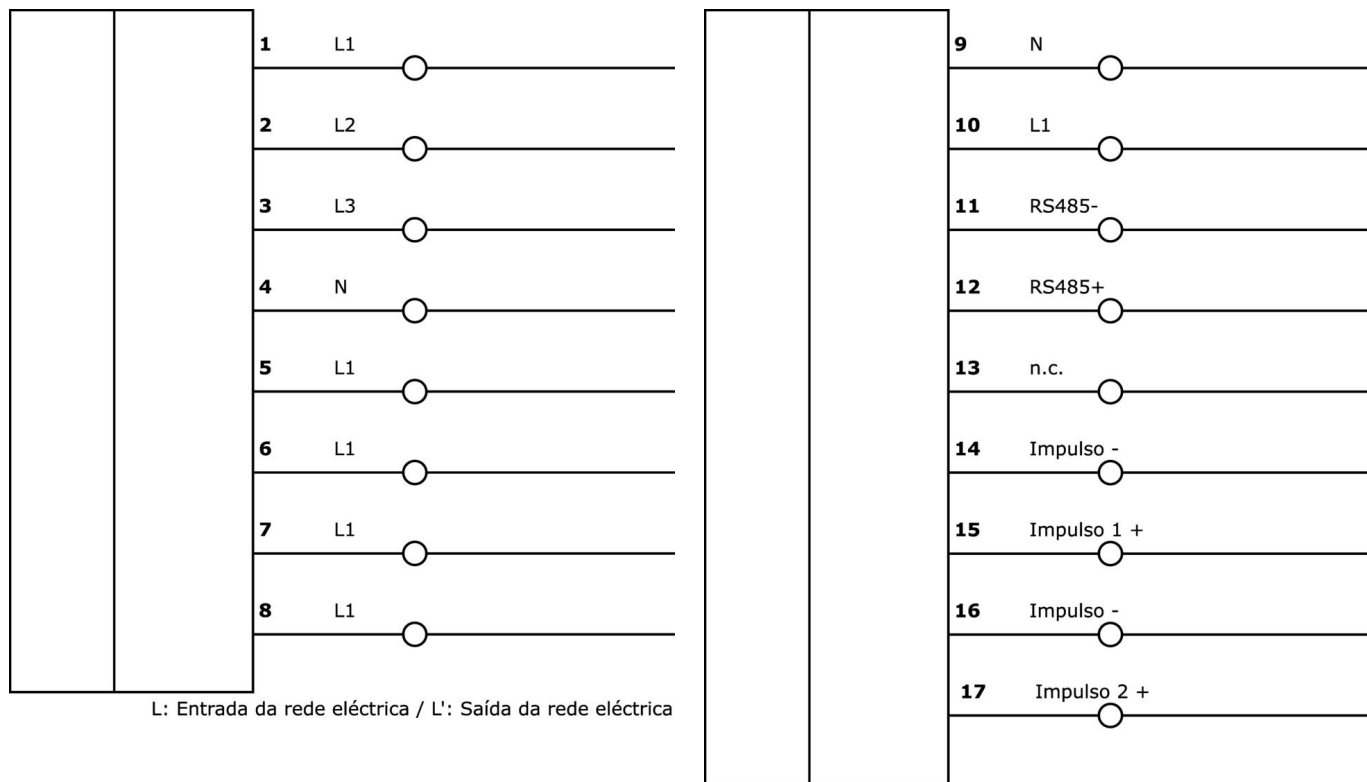 1 L1
2 L2
3 L3
4 N
5 L1
6 L1
7 L1
8 L1
L: Entrada da rede eléctrica / L': Saída da rede eléctrica
9 N
10 L1
11 RS485-
12 RS485+
13 n.c.
14 Impulso -
15 Impulso 1 +
16 Impulso -
17 Impulso 2 +